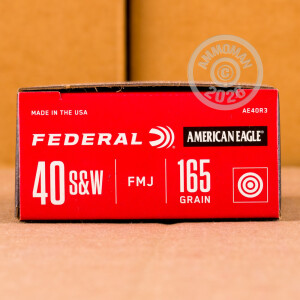 AMMOMAN
2026
MADE IN THE USA
AE40R3
FEDERAL
AMERICAN EAGLE
40 S&W
FMJ
165
GRAIN